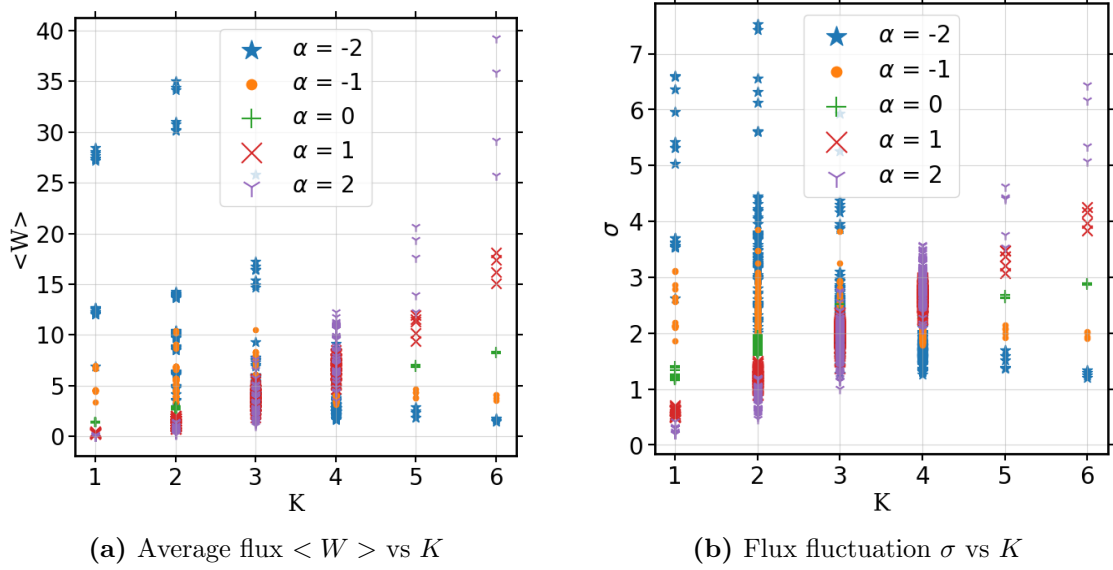 40
35
30
25
20
15
10
5
0
<W>
1 2 3 4 5 6
K
α = -2
α = -1
α = 0
α = 1
α = 2
(a) Average flux < W > vs K
7
6
5
4
3
2
1
0
σ
1 2 3 4 5 6
K
α = -2
α = -1
α = 0
α = 1
α = 2
(b) Flux fluctuation σ vs K